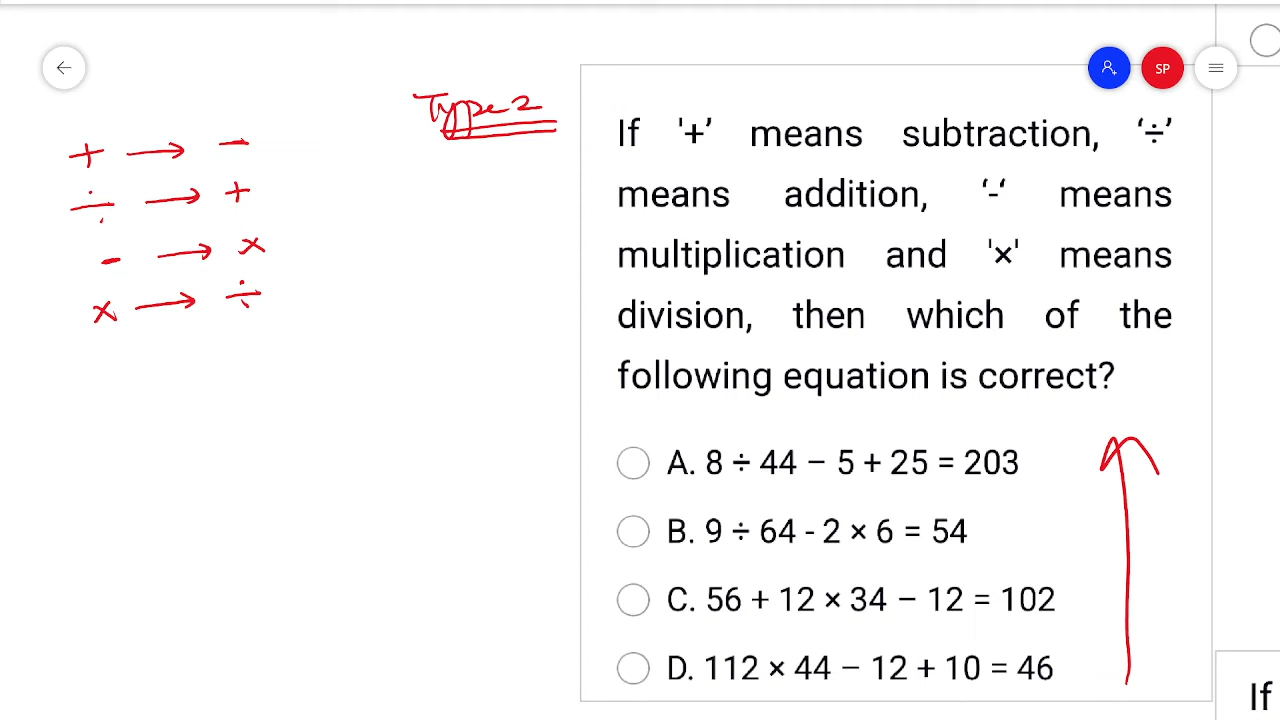 SP
Type 2
+ → -
÷ → +
- → ×
× → ÷
If '+’ means subtraction, ‘÷’
means addition, ‘-‘ means
multiplication and '×' means
division, then which of the
following equation is correct?
A. 8 ÷ 44 – 5 + 25 = 203
B. 9 ÷ 64 - 2 × 6 = 54
C. 56 + 12 × 34 – 12 = 102
D. 112 × 44 – 12 + 10 = 46
If